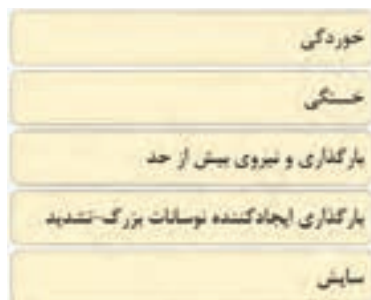 خوردگی
خستگی
بارگذاری و نیروی بیش از حد
بارگذاری ایجادکننده نوسانات بزرگ-تشدید
سایش